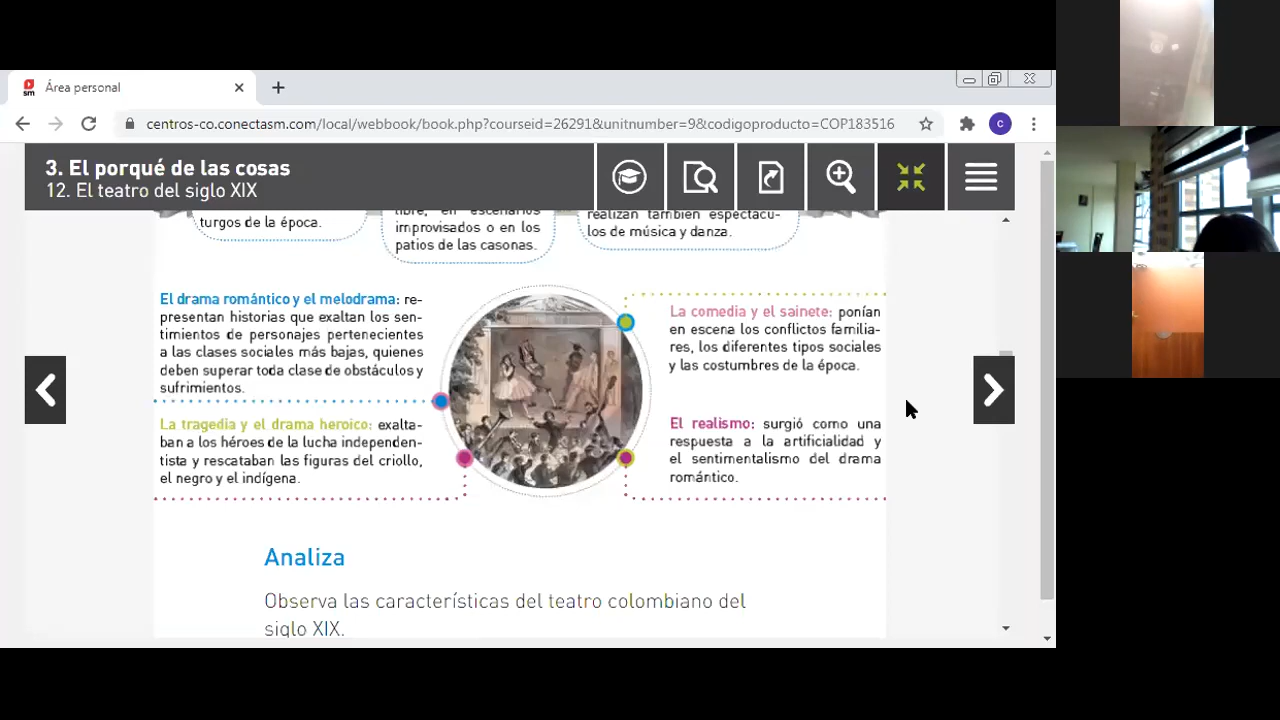 Área personal
centros-co.conectasm.com/local/webbook/book.php?courseid=26291&unitnumber=9&codigoproducto=COP183516
c
sm
3. El porqué de las cosas
12. El teatro del siglo XIX
turgos de la época.
libre, en escenarios
improvisados o en los
patios de las casonas.
realizan también espectácu-
los de música y danza.
El drama romántico y el melodrama: re-
presentan historias que exaltan los sen-
timientos de personajes pertenecientes
a las clases sociales más bajas, quienes
deben superar toda clase de obstáculos y
sufrimientos.
La tragedia y el drama heroico: exalta-
ban a los héroes de la lucha independen-
tista y rescataban las figuras del criollo,
el negro y el indígena.
La comedia y el sainete: ponían
en escena los conflictos familia-
res, los diferentes tipos sociales
y las costumbres de la época.
El realismo: surgió como una
respuesta a la artificialidad y
el sentimentalismo del drama
romántico.
Analiza
Observa las características del teatro colombiano del
siglo XIX.